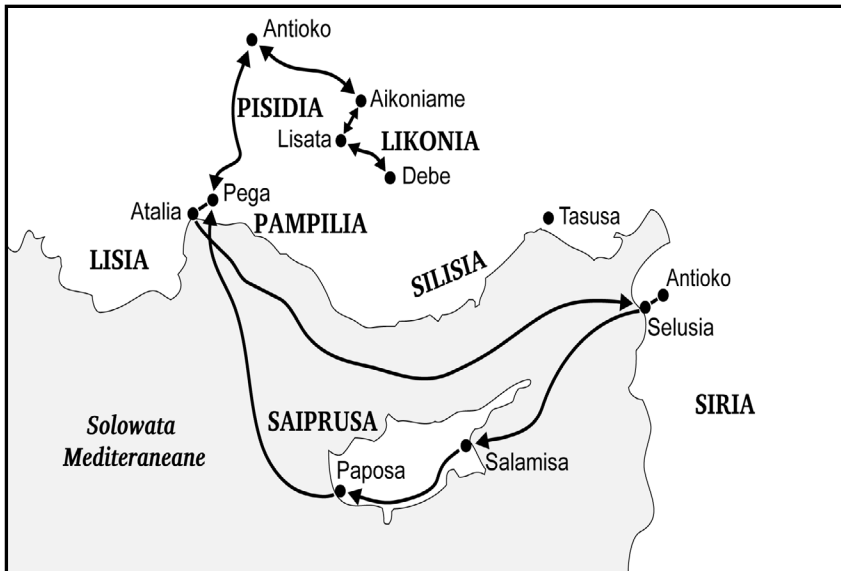 Antioko
Aikoniame
PISIDIA
Lisata
LIKONIA
Debe
Pega
Atalia
PAMPILIA
Tasusa
LISIA
SILISIA
Antioko
Selusia
SIRIA
SAIPRUSA
Solowata
Mediteraneane
Salamisa
Paposa